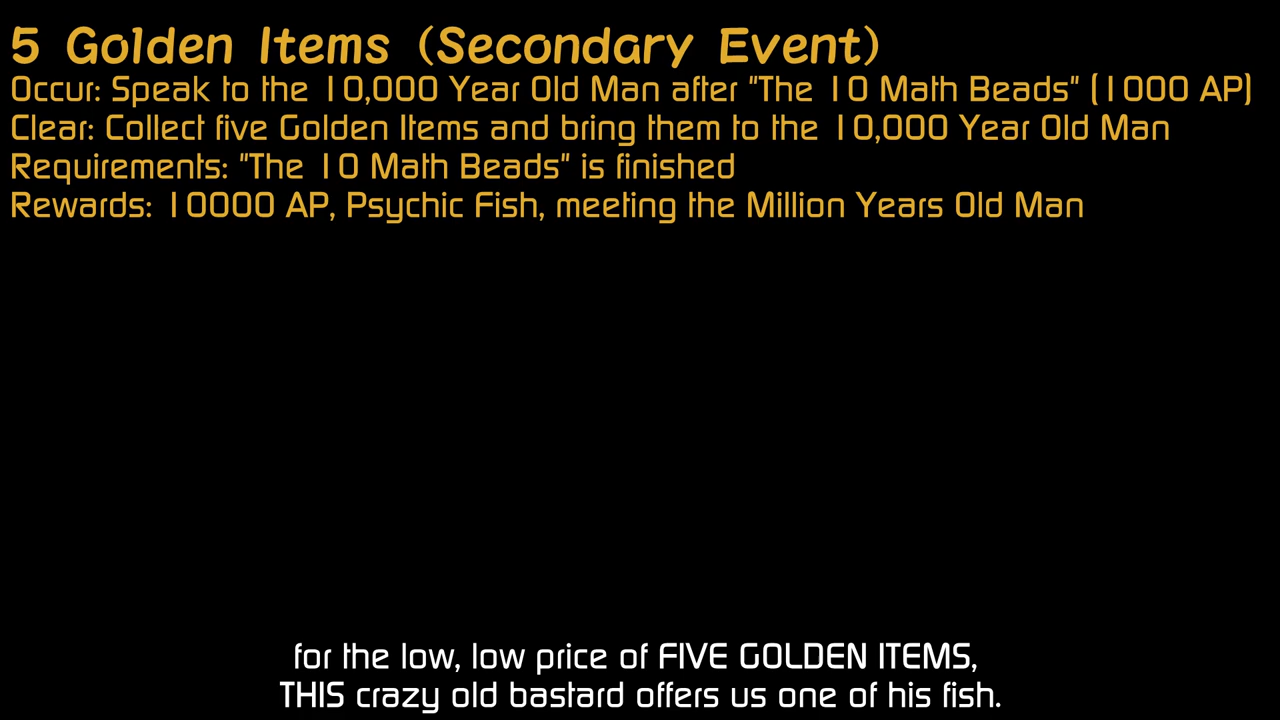 5 Golden Items (Secondary Event)
Occur: Speak to the 10,000 Year Old Man after "The 10 Math Beads" (1000 AP)
Clear: Collect five Golden Items and bring them to the 10,000 Year Old Man
Requirements: "The 10 Math Beads" is finished
Rewards: 10000 AP, Psychic Fish, meeting the Million Years Old Man
for the low, low price of FIVE GOLDEN ITEMS,
THIS crazy old bastard offers us one of his fish.